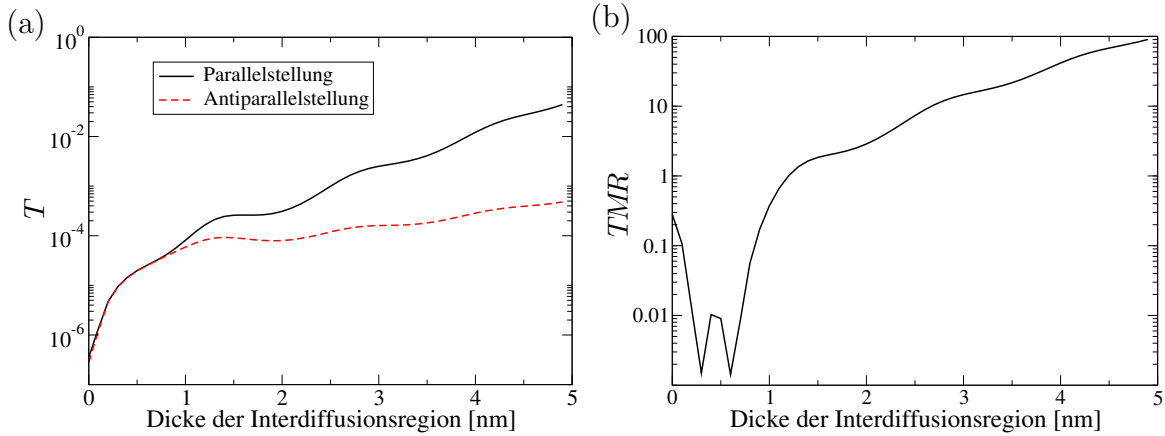 (a)
10^0
10^-2
10^-4
10^-6
T
Parallelstellung
Antiparallelstellung
0 1 2 3 4 5
Dicke der Interdiffusionsregion [nm]
(b)
100
10
1
0.1
0.01
TMR
0 1 2 3 4 5
Dicke der Interdiffusionsregion [nm]